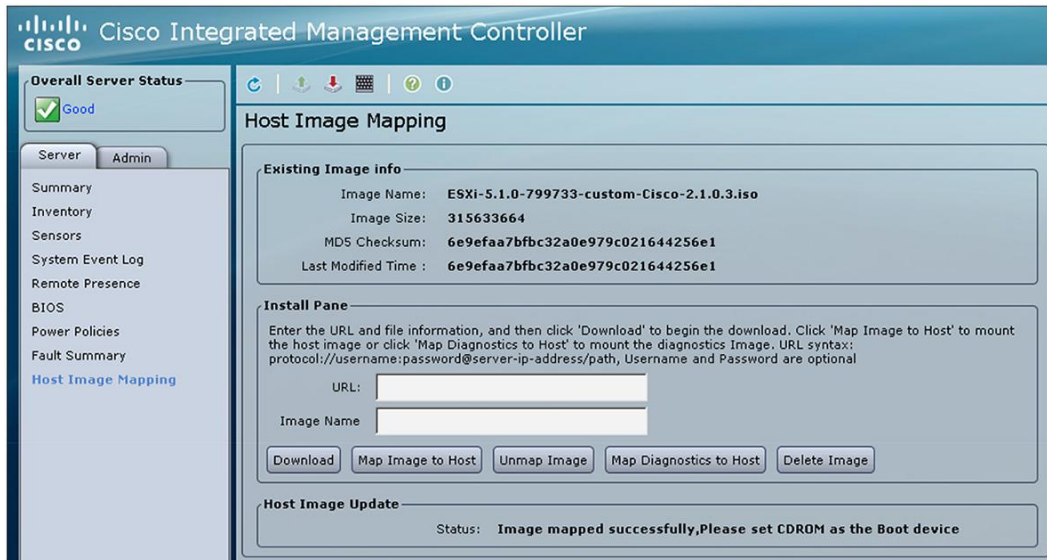 CISCO Cisco Integrated Management Controller
Overall Server Status
Good
Server Admin
Summary
Inventory
Sensors
System Event Log
Remote Presence
BIOS
Power Policies
Fault Summary
Host Image Mapping
Host Image Mapping
Existing Image info
Image Name: ESXi-5.1.0-799733-custom-Cisco-2.1.0.3.iso
Image Size: 315633664
MD5 Checksum: 6e9efaa7bfbc32a0e979c021644256e1
Last Modified Time : 6e9efaa7bfbc32a0e979c021644256e1
Install Pane
Enter the URL and file information, and then click 'Download' to begin the download. Click 'Map Image to Host' to mount
the host image or click 'Map Diagnostics to Host' to mount the diagnostics Image. URL syntax:
protocol://username:password@server-ip-address/path, Username and Password are optional
URL:
Image Name
Download Map Image to Host Unmap Image Map Diagnostics to Host Delete Image
Host Image Update
Status: Image mapped successfully,Please set CDROM as the Boot device